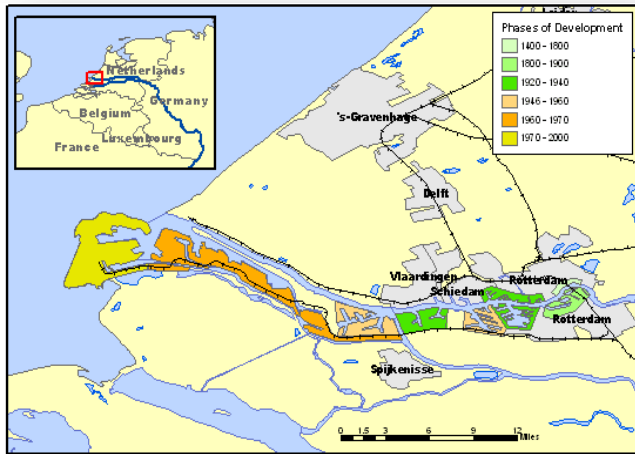 Netherlands
Germany
Belgium
Luxembourg
France
Phases of Development
1400 - 1800
1800 - 1900
1920 - 1940
1946 - 1960
1960 - 1970
1970 - 2000
's-Gravenhage
Delft
Vlaardingen
Schiedam
Rotterdam
Rotterdam
Spijkenisse
0 1.5 3 6 9 12
Miles